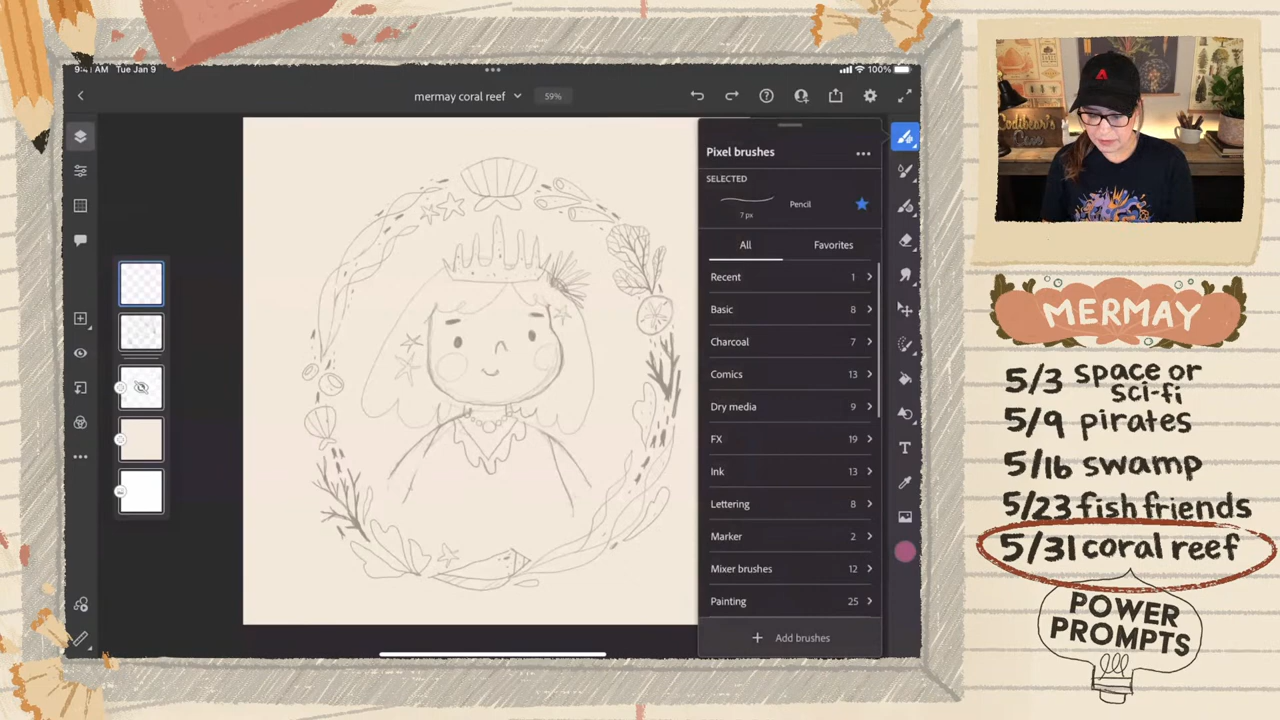 9:41 AM Tue Jan 9
100%
mermay coral reef
59%
Pixel brushes
SELECTED
7 px
Pencil
All
Favorites
Recent 1
Basic 8
Charcoal 7
Comics 13
Dry media 9
FX 19
Ink 13
Lettering 8
Marker 2
Mixer brushes 12
Painting 25
+ Add brushes
MERMAY
5/3 space or
sci-fi
5/9 pirates
5/16 swamp
5/23 fish friends
5/31 coral reef
POWER
PROMPTS